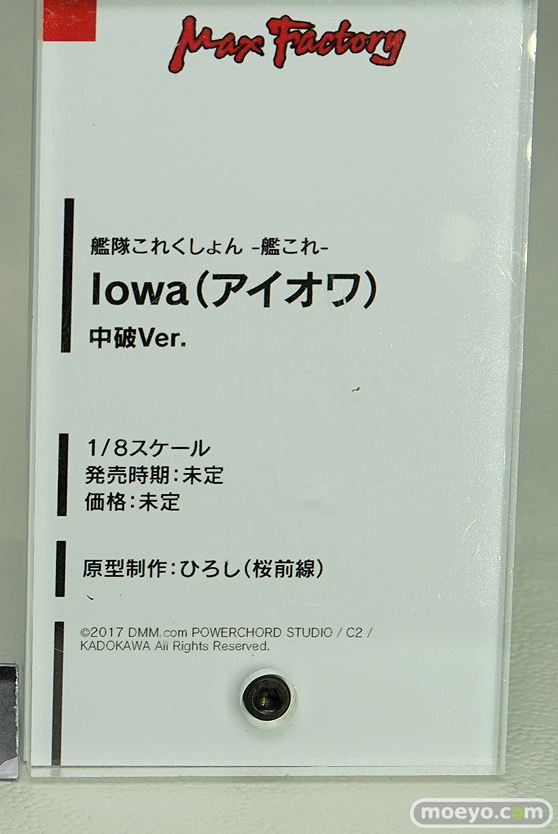 Max Factory
艦隊これくしょん -艦これ-
Iowa(アイオワ)
中破Ver.
1/8スケール
発売時期:未定
価格:未定
原型制作:ひろし(桜前線)
©2017 DMM.com POWERCHORD STUDIO / C2 /
KADOKAWA All Rights Reserved.
moeyo.com